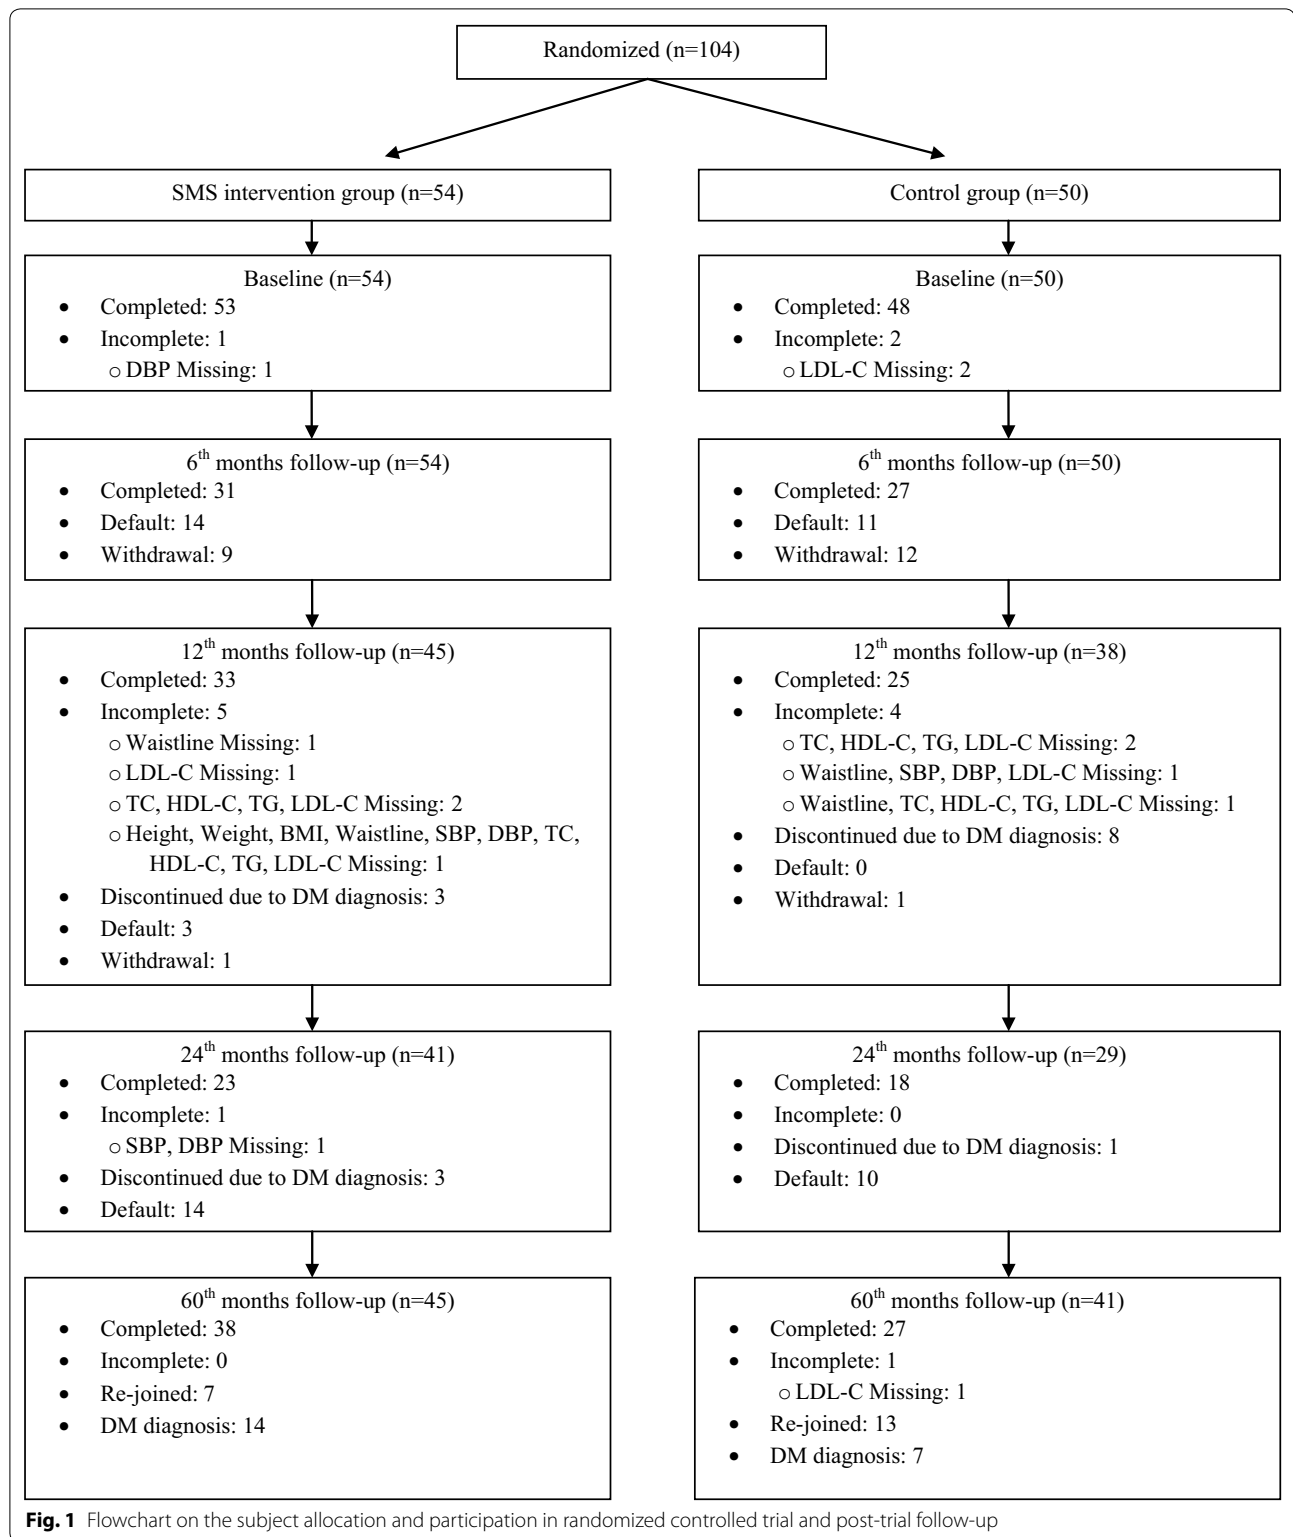 Randomized (n=104)
SMS intervention group (n=54)
Baseline (n=54)
• Completed: 53
• Incomplete: 1
o DBP Missing: 1
6th months follow-up (n=54)
• Completed: 31
• Default: 14
• Withdrawal: 9
12th months follow-up (n=45)
• Completed: 33
• Incomplete: 5
o Waistline Missing: 1
o LDL-C Missing: 1
o TC, HDL-C, TG, LDL-C Missing: 2
o Height, Weight, BMI, Waistline, SBP, DBP, TC,
HDL-C, TG, LDL-C Missing: 1
• Discontinued due to DM diagnosis: 3
• Default: 3
• Withdrawal: 1
24th months follow-up (n=41)
• Completed: 23
• Incomplete: 1
o SBP, DBP Missing: 1
• Discontinued due to DM diagnosis: 3
• Default: 14
60th months follow-up (n=45)
• Completed: 38
• Incomplete: 0
• Re-joined: 7
• DM diagnosis: 14
Control group (n=50)
Baseline (n=50)
• Completed: 48
• Incomplete: 2
o LDL-C Missing: 2
6th months follow-up (n=50)
• Completed: 27
• Default: 11
• Withdrawal: 12
12th months follow-up (n=38)
• Completed: 25
• Incomplete: 4
o TC, HDL-C, TG, LDL-C Missing: 2
o Waistline, SBP, DBP, LDL-C Missing: 1
o Waistline, TC, HDL-C, TG, LDL-C Missing: 1
• Discontinued due to DM diagnosis: 8
• Default: 0
• Withdrawal: 1
24th months follow-up (n=29)
• Completed: 18
• Incomplete: 0
• Discontinued due to DM diagnosis: 1
• Default: 10
60th months follow-up (n=41)
• Completed: 27
• Incomplete: 1
o LDL-C Missing: 1
• Re-joined: 13
• DM diagnosis: 7
Fig. 1 Flowchart on the subject allocation and participation in randomized controlled trial and post-trial follow-up